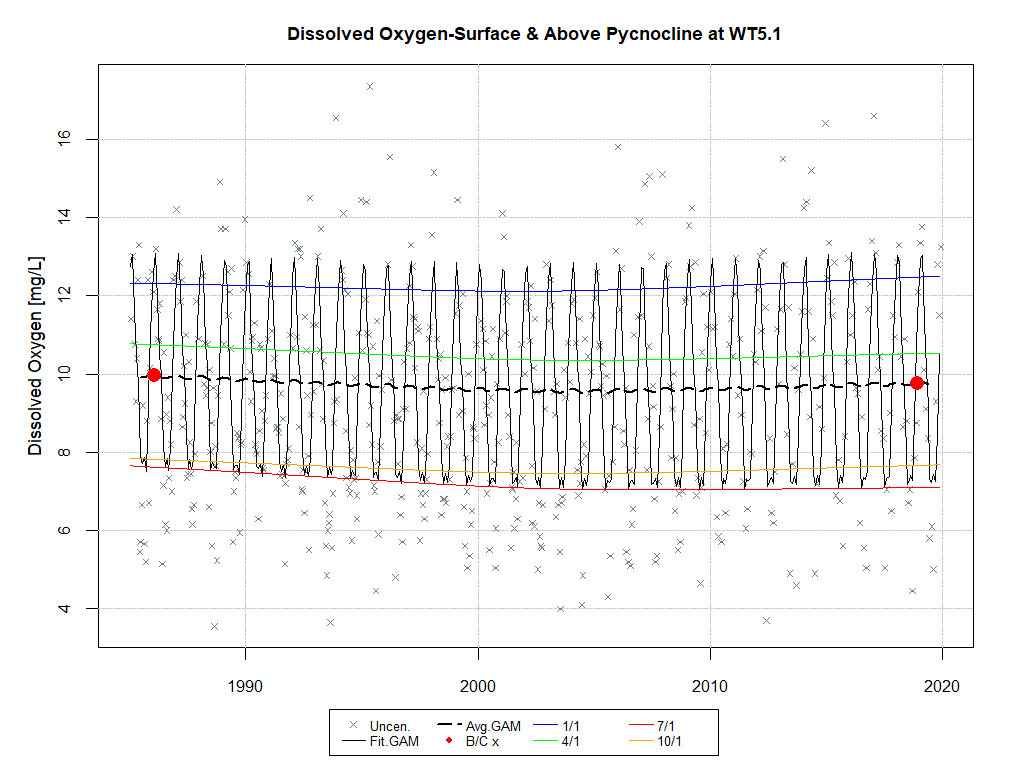 Dissolved Oxygen-Surface & Above Pycnocline at WT5.1
Dissolved Oxygen [mg/L]
16
14
12
10
8
6
4
1990 2000 2010 2020
Uncen. Avg.GAM 1/1 7/1
Fit.GAM B/C x 4/1 10/1